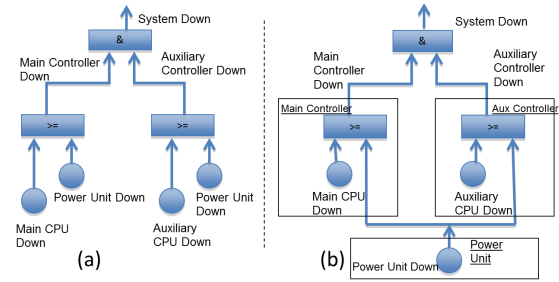 System Down
&
Main Controller
Down
Auxiliary
Controller Down
>=
>=
Power Unit Down
Power Unit
Down
Main CPU
Down
Auxiliary
CPU Down
(a)
System Down
&
Main
Controller
Down
Auxiliary
Controller
Down
Main Controller
Aux Controller
>=
>=
Main CPU
Down
Auxiliary
CPU Down
Power
Unit
Power Unit Down
(b)